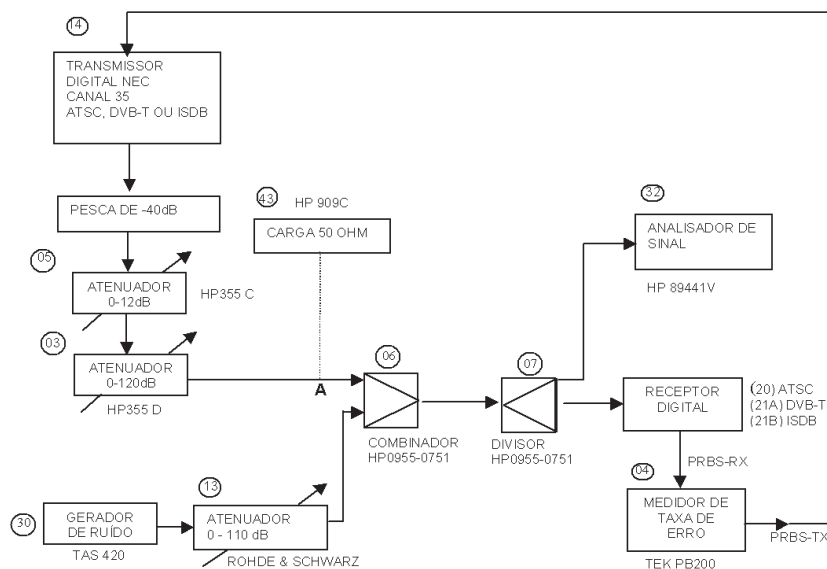 14
TRANSMISSOR
DIGITAL NEC
CANAL 35
ATSC, DVB-T OU ISDB
PESCA DE -40dB
43
HP 909C
CARGA 50 OHM
32
ANALISADOR DE
SINAL
HP 89441V
05
ATENUADOR
0-12dB
HP355 C
03
ATENUADOR
0-120dB
HP355 D
A
06
COMBINADOR
HP0955-0751
07
DIVISOR
HP0955-0751
RECEPTOR
DIGITAL
(20) ATSC
(21A) DVB-T
(21B) ISDB
PRBS-RX
04
MEDIDOR DE
TAXA DE
ERRO
TEK PB200
PRBS-TX
30
GERADOR
DE RUÍDO
TAS 420
13
ATENUADOR
0 - 110 dB
ROHDE & SCHWARZ